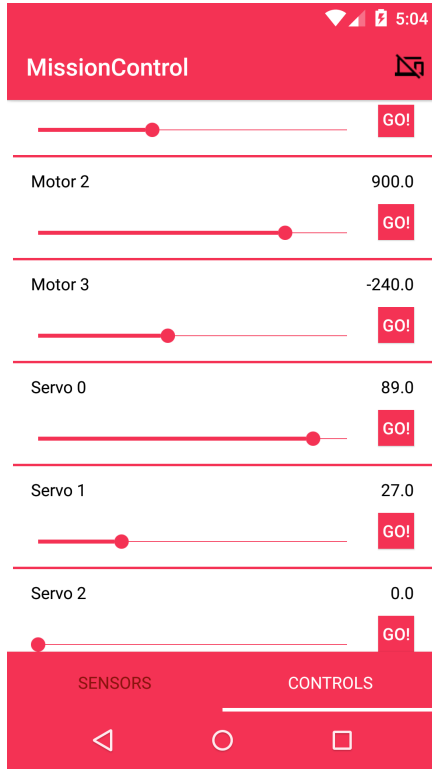 5:04
MissionControl
GO!
Motor 2 900.0
GO!
Motor 3 -240.0
GO!
Servo 0 89.0
GO!
Servo 1 27.0
GO!
Servo 2 0.0
GO!
SENSORS CONTROLS